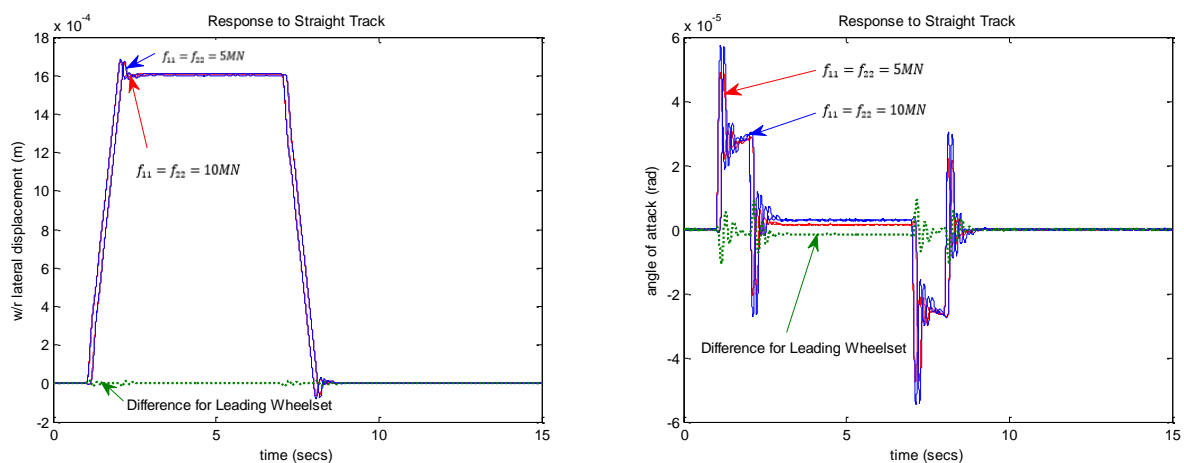 Response to Straight Track
x 10⁻⁴
18
16
14
12
10
8
6
4
2
0
-2
0
5
10
15
w/r lateral displacement (m)
time (secs)
f₁₁ = f₂₂ = 5MN
f₁₁ = f₂₂ = 10MN
Difference for Leading Wheelset
Response to Straight Track
x 10⁻⁵
6
4
2
0
-2
-4
-6
0
5
10
15
angle of attack (rad)
time (secs)
f₁₁ = f₂₂ = 5MN
f₁₁ = f₂₂ = 10MN
Difference for Leading Wheelset